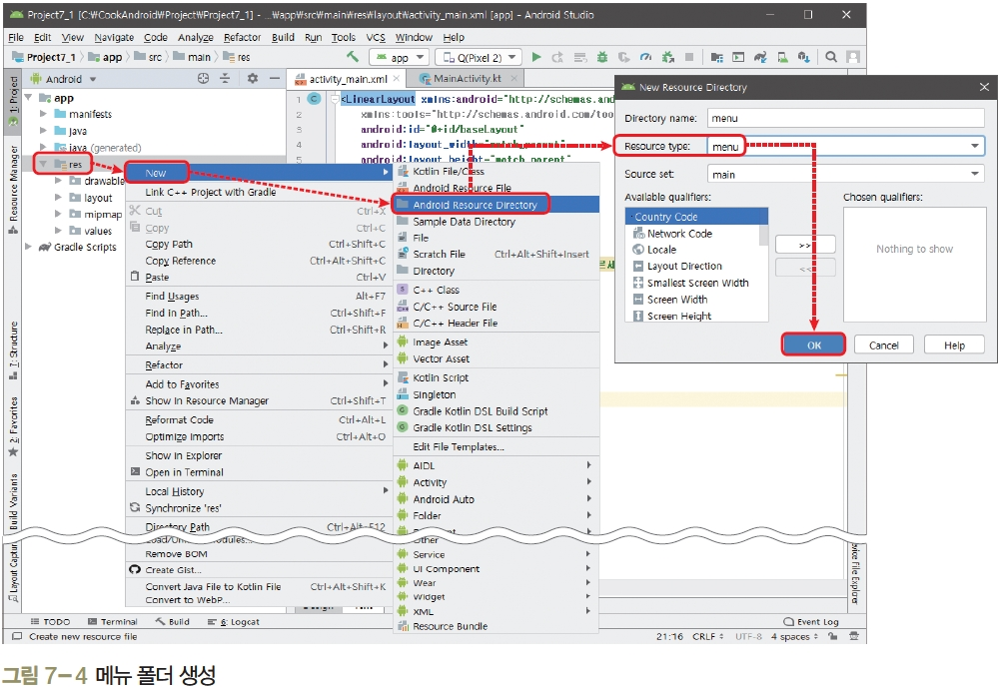 Project7_1 [C:₩CookAndroid₩Project₩Project7_1] - ...₩app₩src₩main₩res₩layout₩activity_main.xml [app] - Android Studio
File Edit View Navigate Code Analyze Refactor Build Run Tools VCS Window Help
Project7_1 app src main res
app Q(Pixel 2)
Android
activity_main.xml MainActivity.kt
1: Project
Resource Manager
7: Structure
2: Favorites
Build Variants
app
manifests
java
java (generated)
res
drawable
layout
mipmap
values
Gradle Scripts
1 <LinearLayout xmlns:android="http://schemas.and
2 xmlns:tools="http://schemas.android.com/too
3 android:id="@+id/baseLayout"
4 android:layout_width="match_parent"
5 android:layout_height="match_parent"
New
Link C++ Project with Gradle
Cut Ctrl+X
Copy Ctrl+C
Copy Path Ctrl+Shift+C
Copy Reference Ctrl+Alt+Shift+C
Paste Ctrl+V
Find Usages Alt+F7
Find in Path... Ctrl+Shift+F
Replace in Path... Ctrl+Shift+R
Analyze
Refactor
Add to Favorites
Show In Resource Manager Ctrl+Shift+T
Reformat Code Ctrl+Alt+L
Optimize Imports Ctrl+Alt+O
Show in Explorer
Open in Terminal
Local History
Synchronize 'res'
Directory Path Ctrl+Alt+F12
Remove BOM
Create Gist...
Convert Java File to Kotlin File Ctrl+Alt+Shift+K
Convert to WebP...
Kotlin File/Class
Android Resource File
Android Resource Directory
Sample Data Directory
File
Scratch File Ctrl+Alt+Shift+Insert
Directory
C++ Class
C/C++ Source File
C/C++ Header File
Image Asset
Vector Asset
Kotlin Script
Singleton
Gradle Kotlin DSL Build Script
Gradle Kotlin DSL Settings
Edit File Templates...
AIDL
Activity
Android Auto
Folder
Other
Service
UI Component
Wear
Widget
XML
Resource Bundle
New Resource Directory
Directory name: menu
Resource type: menu
Source set: main
Available qualifiers: Chosen qualifiers:
Country Code
Network Code
Locale
Layout Direction
Smallest Screen Width
Screen Width
Screen Height
>>
<<
Nothing to show
OK Cancel Help
TODO Terminal Build 6: Logcat Event Log
Create new resource file 21:16 CRLF UTF-8 4 spaces
그림 7-4 메뉴 폴더 생성